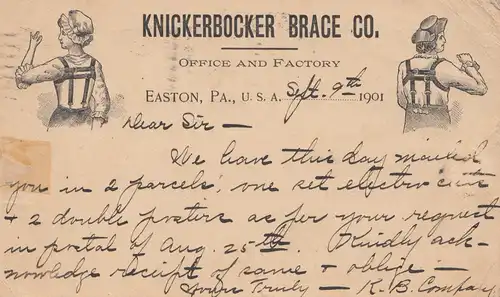 KNICKERBOCKER BRACE CO.
OFFICE AND FACTORY
EASTON, PA., U. S. A. Sept. 9th 1901
Dear Sir —
We have this day mailed
you in 2 parcels, one set electro cuts
+ 2 double posters as per your request
in postal of Aug. 25th. Kindly ack-
nowledge receipt of same + oblige —
Yours Truly — K. B. Company